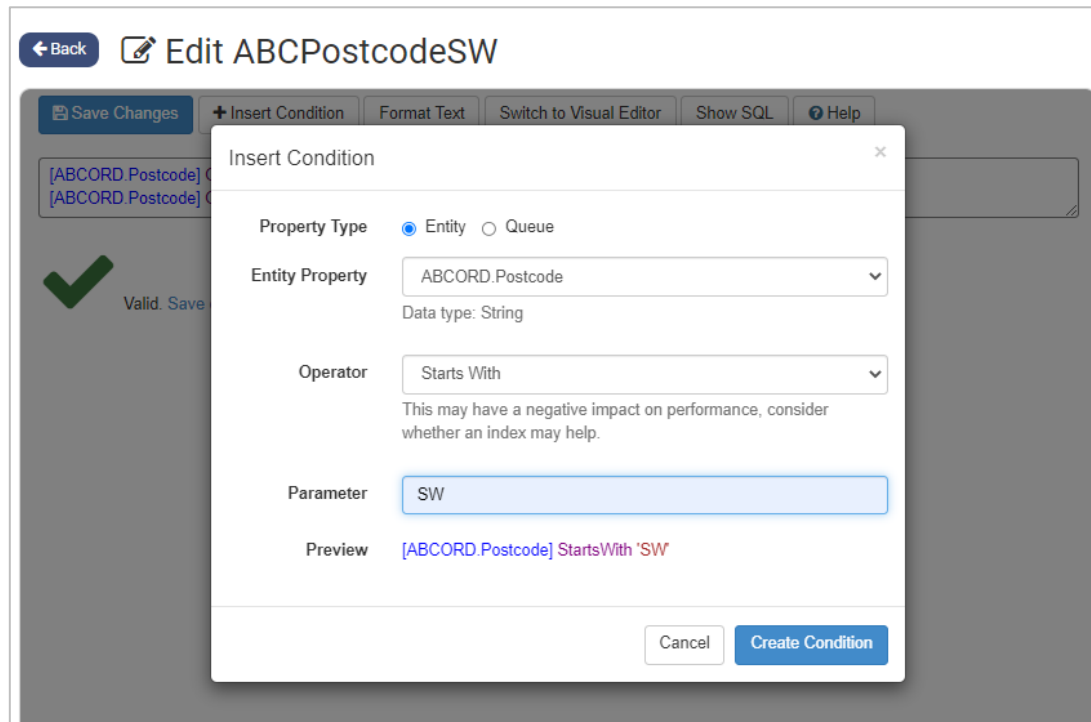 Back Edit ABCPostcodeSW
Save Changes Insert Condition Format Text Switch to Visual Editor Show SQL Help
Insert Condition ×
[ABCORD.Postcode]
[ABCORD.Postcode]
Property Type Entity Queue
Entity Property ABCORD.Postcode
Valid. Save
Data type: String
Operator Starts With
This may have a negative impact on performance, consider
whether an index may help.
Parameter SW
Preview [ABCORD.Postcode] StartsWith 'SW'
Cancel Create Condition